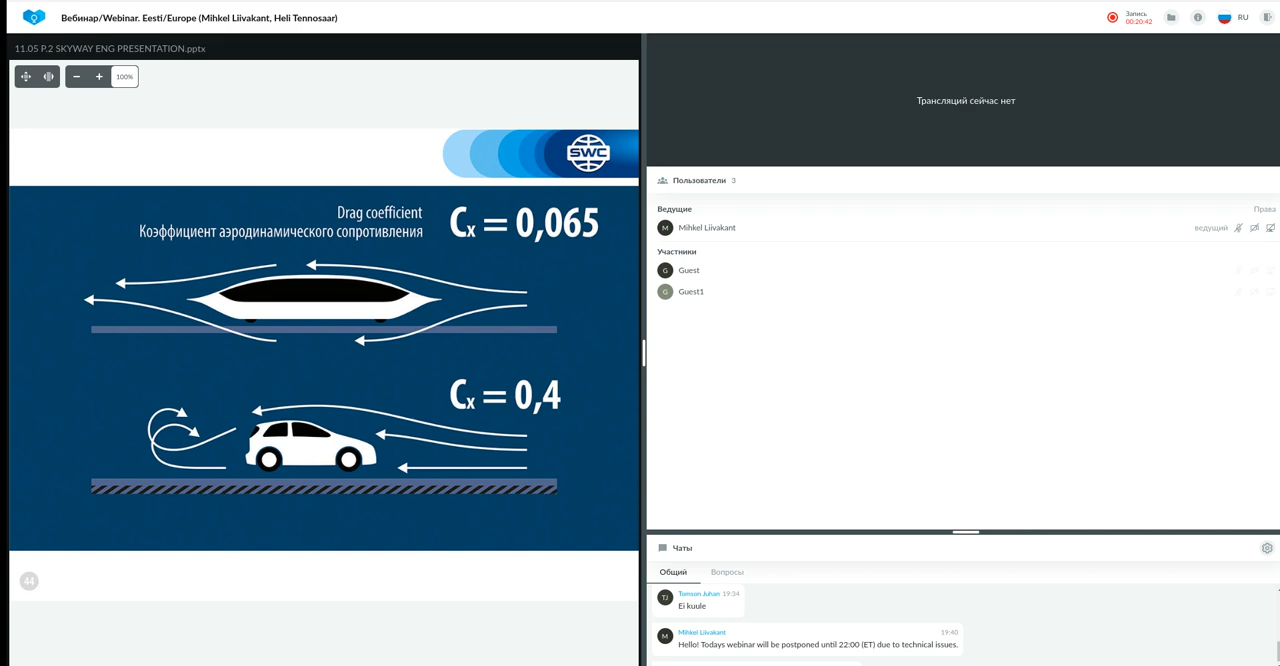 Вебинар/Webinar. Eesti/Europe (Mihkel Liivakant, Heli Tennosaar)
Запись
00:20:42
RU
11.05 P.2 SKYWAY ENG PRESENTATION.pptx
100%
SWC
Drag coefficient
Коэффициент аэродинамического сопротивления
Cx = 0,065
Cx = 0,4
44
Трансляций сейчас нет
Пользователи 3
Ведущие Права
M Mihkel Liivakant ведущий
Участники
G Guest
G Guest1
Чаты
Общий Вопросы
TJ Tomson Juhan 19:34
Ei kuule
M Mihkel Liivakant 19:40
Hello! Todays webinar will be postponed until 22:00 (ET) due to technical issues.